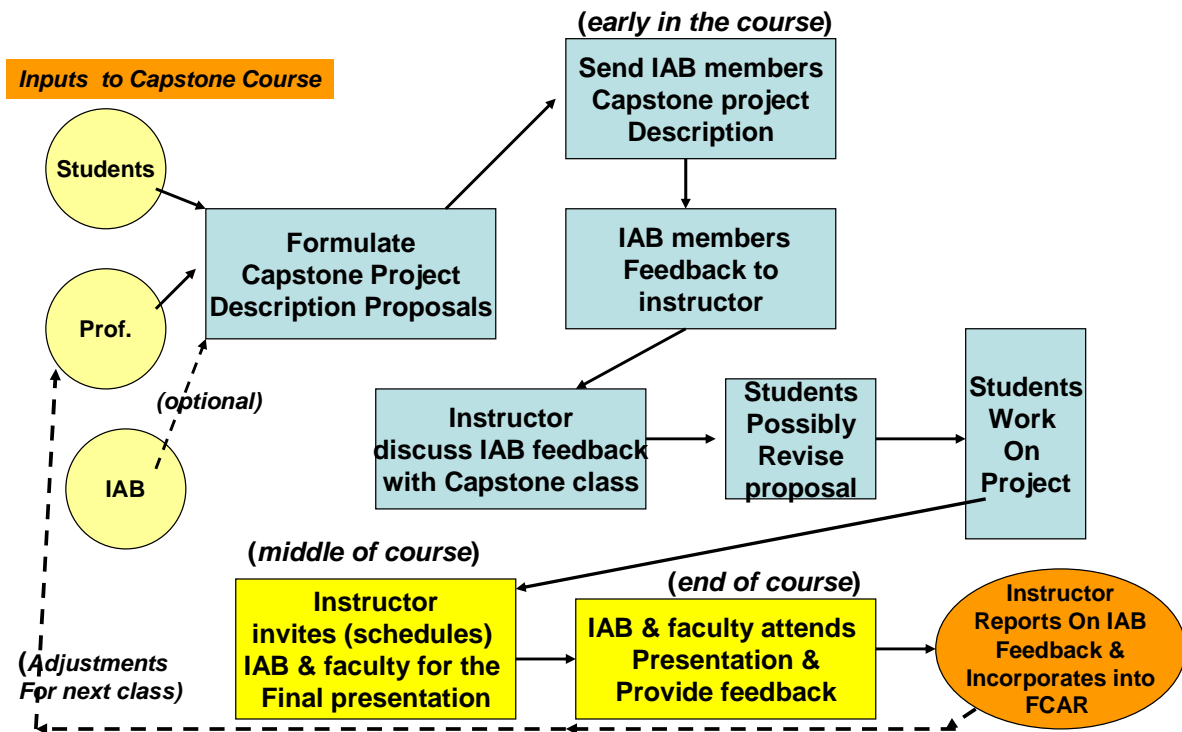 (early in the course)
Inputs to Capstone Course
Send IAB members
Capstone project
Description
Students
Formulate
Capstone Project
Description Proposals
IAB members
Feedback to
instructor
Prof.
(optional)
IAB
Instructor
discuss IAB feedback
with Capstone class
Students
Possibly
Revise
proposal
Students
Work
On
Project
(middle of course)
Instructor
invites (schedules)
IAB & faculty for the
Final presentation
(end of course)
IAB & faculty attends
Presentation &
Provide feedback
Instructor
Reports On IAB
Feedback &
Incorporates into
FCAR
(Adjustments
For next class)